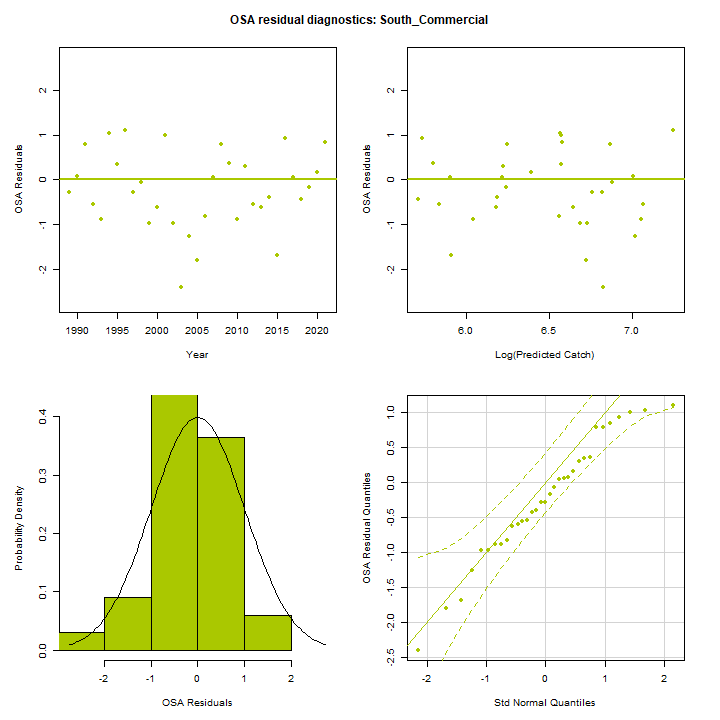 OSA residual diagnostics: South_Commercial
OSA Residuals
2
1
0
-1
-2
1990 1995 2000 2005 2010 2015 2020
Year
OSA Residuals
2
1
0
-1
-2
6.0 6.5 7.0
Log(Predicted Catch)
Probability Density
0.4
0.3
0.2
0.1
0.0
-2 -1 0 1 2
OSA Residuals
OSA Residual Quantiles
1.0
0.5
0.0
-0.5
-1.0
-1.5
-2.0
-2.5
-2 -1 0 1 2
Std Normal Quantiles